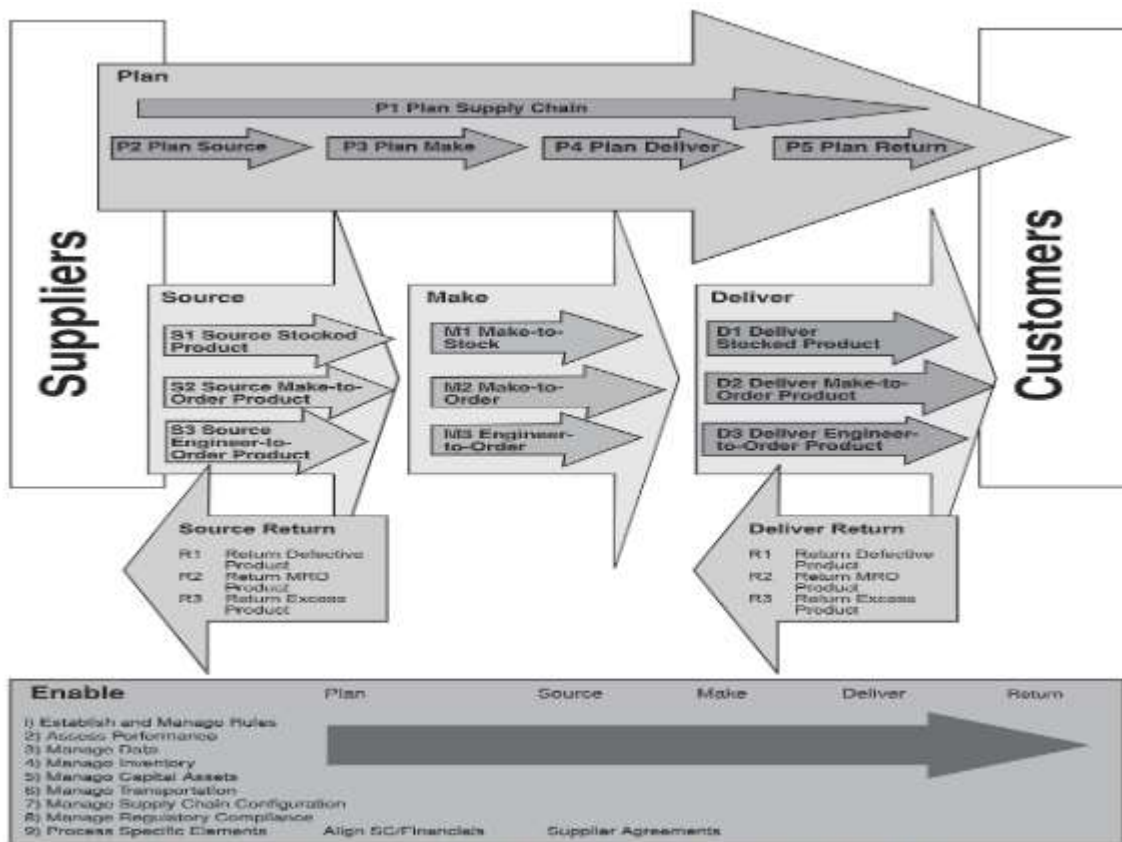 Suppliers
Customers
Plan
P1 Plan Supply Chain
P2 Plan Source
P3 Plan Make
P4 Plan Deliver
P5 Plan Return
Source
S1 Source Stocked
Product
S2 Source Make-to-
Order Product
S3 Source
Engineer-to-
Order Product
Make
M1 Make-to-
Stock
M2 Make-to-
Order
M3 Engineer-
to-Order
Deliver
D1 Deliver
Stocked Product
D2 Deliver Make-to-
Order Product
D3 Deliver Engineer-
to-Order Product
Source Return
R1 Return Defective
Product
R2 Return MRO
Product
R3 Return Excess
Product
Deliver Return
R1 Return Defective
Product
R2 Return MRO
Product
R3 Return Excess
Product
Enable
Plan Source Make Deliver Return
1) Establish and Manage Rules
2) Assess Performance
3) Manage Data
4) Manage Inventory
5) Manage Capital Assets
6) Manage Transportation
7) Manage Supply Chain Configuration
8) Manage Regulatory Compliance
9) Process Specific Elements Align SC/Financials Supplier Agreements